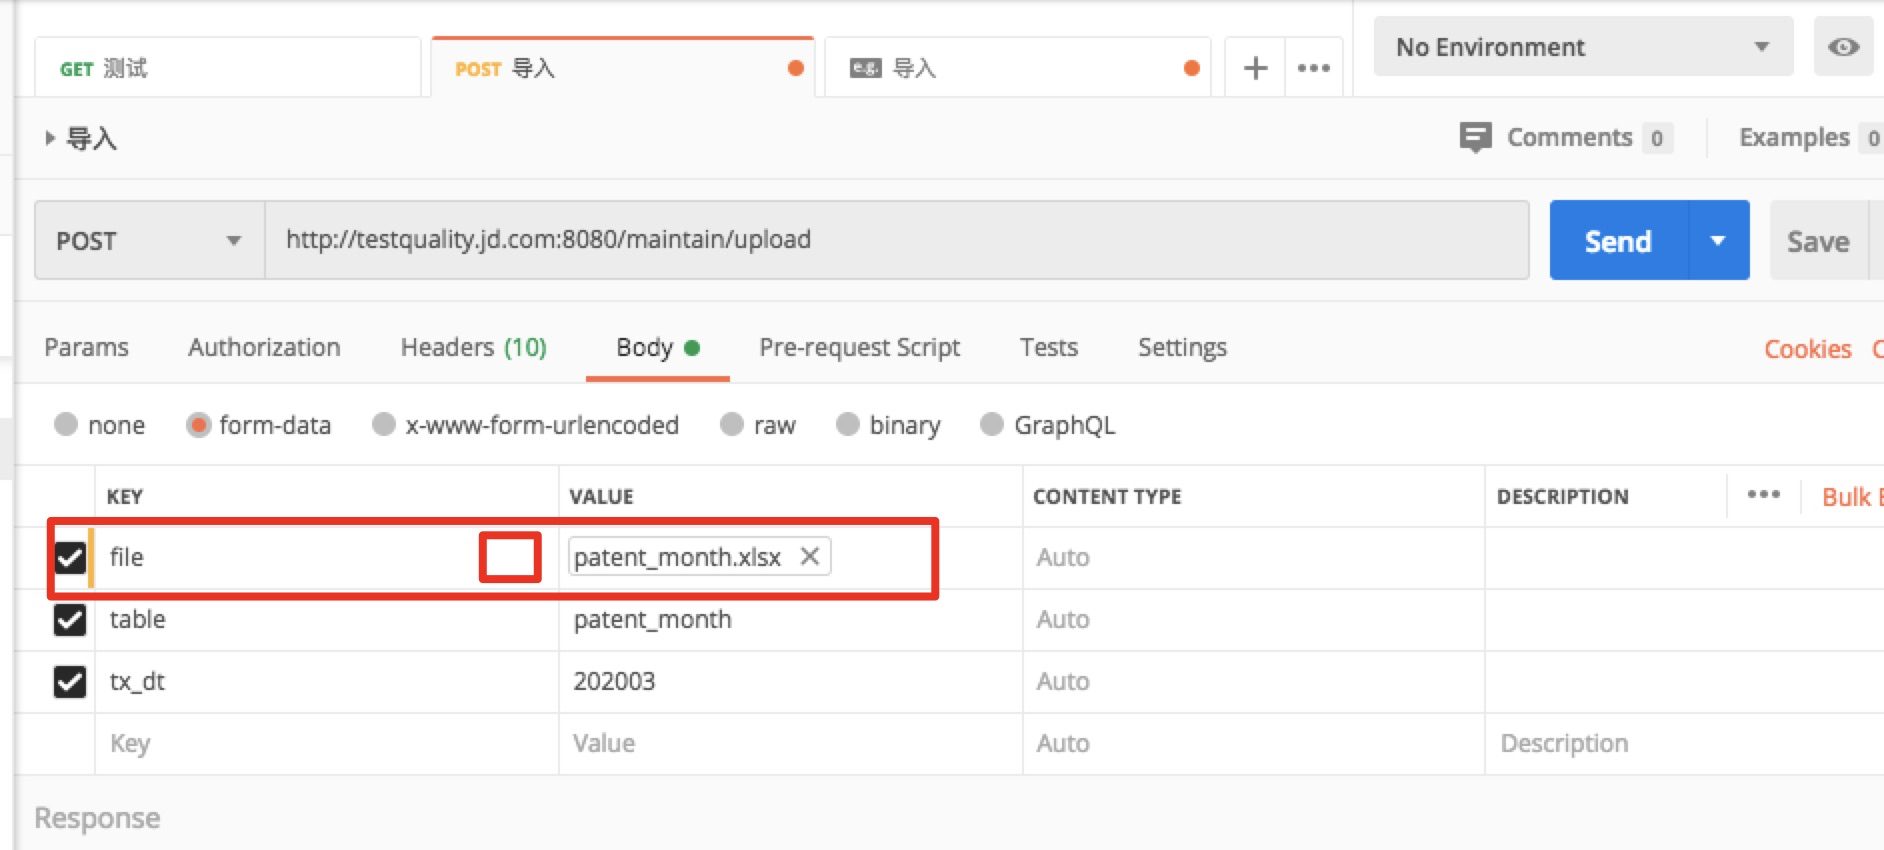 GET 测试 POST 导入 e.g. 导入 No Environment
导入 Comments 0 Examples 0
POST http://testquality.jd.com:8080/maintain/upload Send Save
Params Authorization Headers (10) Body Pre-request Script Tests Settings Cookies
none form-data x-www-form-urlencoded raw binary GraphQL
KEY VALUE CONTENT TYPE DESCRIPTION Bulk
file patent_month.xlsx Auto
table patent_month Auto
tx_dt 202003 Auto
Key Value Auto Description
Response